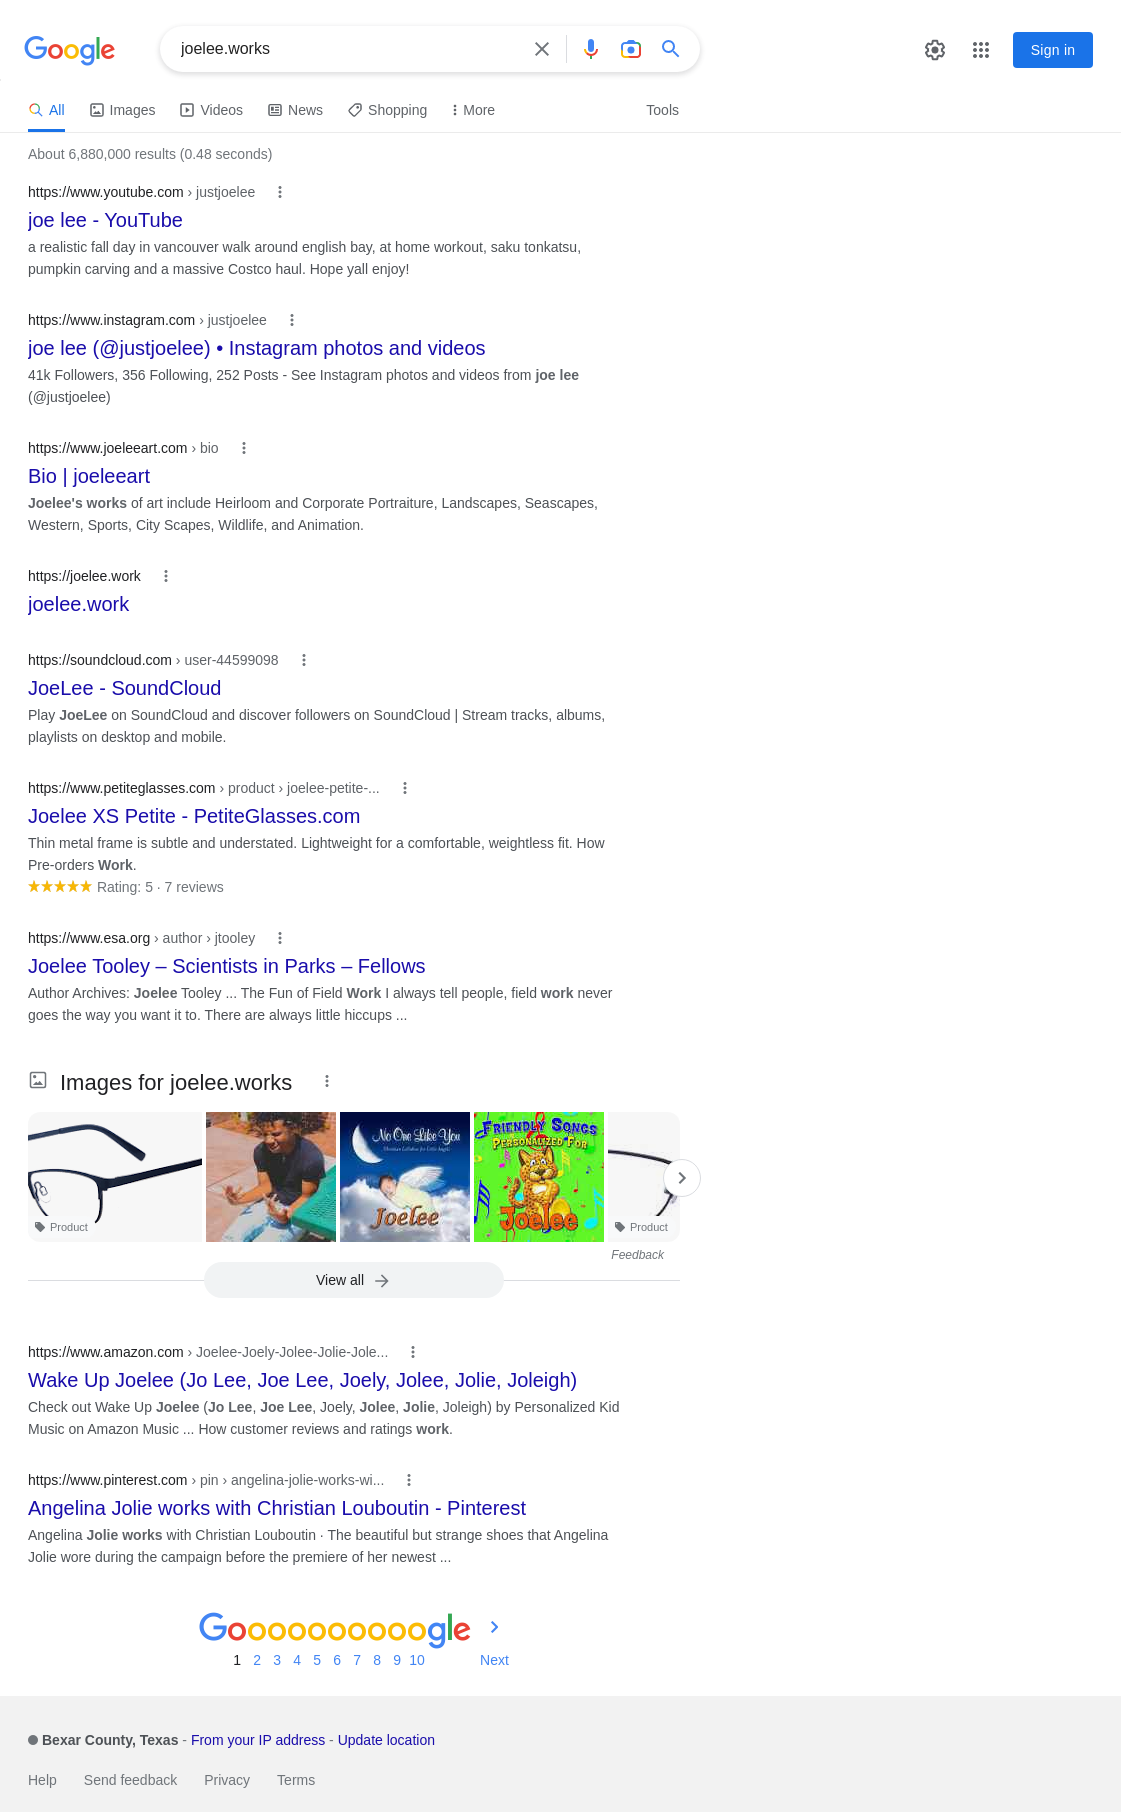 Google
joelee.works
Sign in
All
Images
Videos
News
Shopping
More
Tools
About 6,880,000 results (0.48 seconds)
https://www.youtube.com › justjoelee
joe lee - YouTube
a realistic fall day in vancouver walk around english bay, at home workout, saku tonkatsu,
pumpkin carving and a massive Costco haul. Hope yall enjoy!
https://www.instagram.com › justjoelee
joe lee (@justjoelee) • Instagram photos and videos
41k Followers, 356 Following, 252 Posts - See Instagram photos and videos from joe lee
(@justjoelee)
https://www.joeleeart.com › bio
Bio | joeleeart
Joelee's works of art include Heirloom and Corporate Portraiture, Landscapes, Seascapes,
Western, Sports, City Scapes, Wildlife, and Animation.
https://joelee.work
joelee.work
https://soundcloud.com › user-44599098
JoeLee - SoundCloud
Play JoeLee on SoundCloud and discover followers on SoundCloud | Stream tracks, albums,
playlists on desktop and mobile.
https://www.petiteglasses.com › product › joelee-petite-...
Joelee XS Petite - PetiteGlasses.com
Thin metal frame is subtle and understated. Lightweight for a comfortable, weightless fit. How
Pre-orders Work.
Rating: 5 · 7 reviews
https://www.esa.org › author › jtooley
Joelee Tooley – Scientists in Parks – Fellows
Author Archives: Joelee Tooley ... The Fun of Field Work I always tell people, field work never
goes the way you want it to. There are always little hiccups ...
Images for joelee.works
No One Like You
Christian Lullabies for Little Angels
Joelee
FRIENDLY SONGS
PERSONALIZED FOR
Joelee
Product
Product
Feedback
View all
https://www.amazon.com › Joelee-Joely-Jolee-Jolie-Jole...
Wake Up Joelee (Jo Lee, Joe Lee, Joely, Jolee, Jolie, Joleigh)
Check out Wake Up Joelee (Jo Lee, Joe Lee, Joely, Jolee, Jolie, Joleigh) by Personalized Kid
Music on Amazon Music ... How customer reviews and ratings work.
https://www.pinterest.com › pin › angelina-jolie-works-wi...
Angelina Jolie works with Christian Louboutin - Pinterest
Angelina Jolie works with Christian Louboutin · The beautiful but strange shoes that Angelina
Jolie wore during the campaign before the premiere of her newest ...
Goooooooooogle
1 2 3 4 5 6 7 8 9 10 Next
Bexar County, Texas - From your IP address - Update location
Help Send feedback Privacy Terms